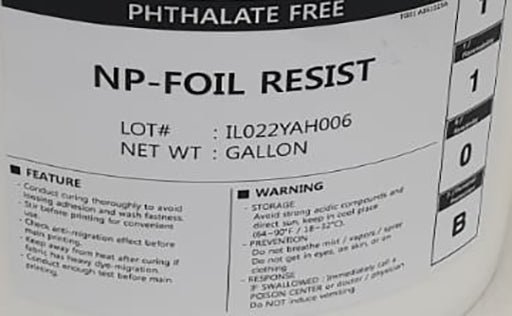 PHTHALATE FREE
NP-FOIL RESIST
LOT# : IL022YAH006
NET WT : GALLON
■ FEATURE
- Conduct curing thoroughly to avoid
loosing adhesion and wash fastness.
- Stir before printing for convenient
use.
- Check anti-migration effect before
main printing.
- Keep away from heat after curing if
fabric has heavy dye-migration.
- Conduct enough test before main
printing.
■ WARNING
- STORAGE
Avoid strong acidic compounds and
direct sun, keep in cool place
(64~90°F / 18~32°C).
- PREVENTION
Do not breathe mist / vapors / spray
Do not get in eyes, on skin, or on
clothing
- RESPONSE
IF SWALLOWED : Immediately call a
POISON CENTER or doctor / physician
Do NOT induce vomiting
1
1
0
B